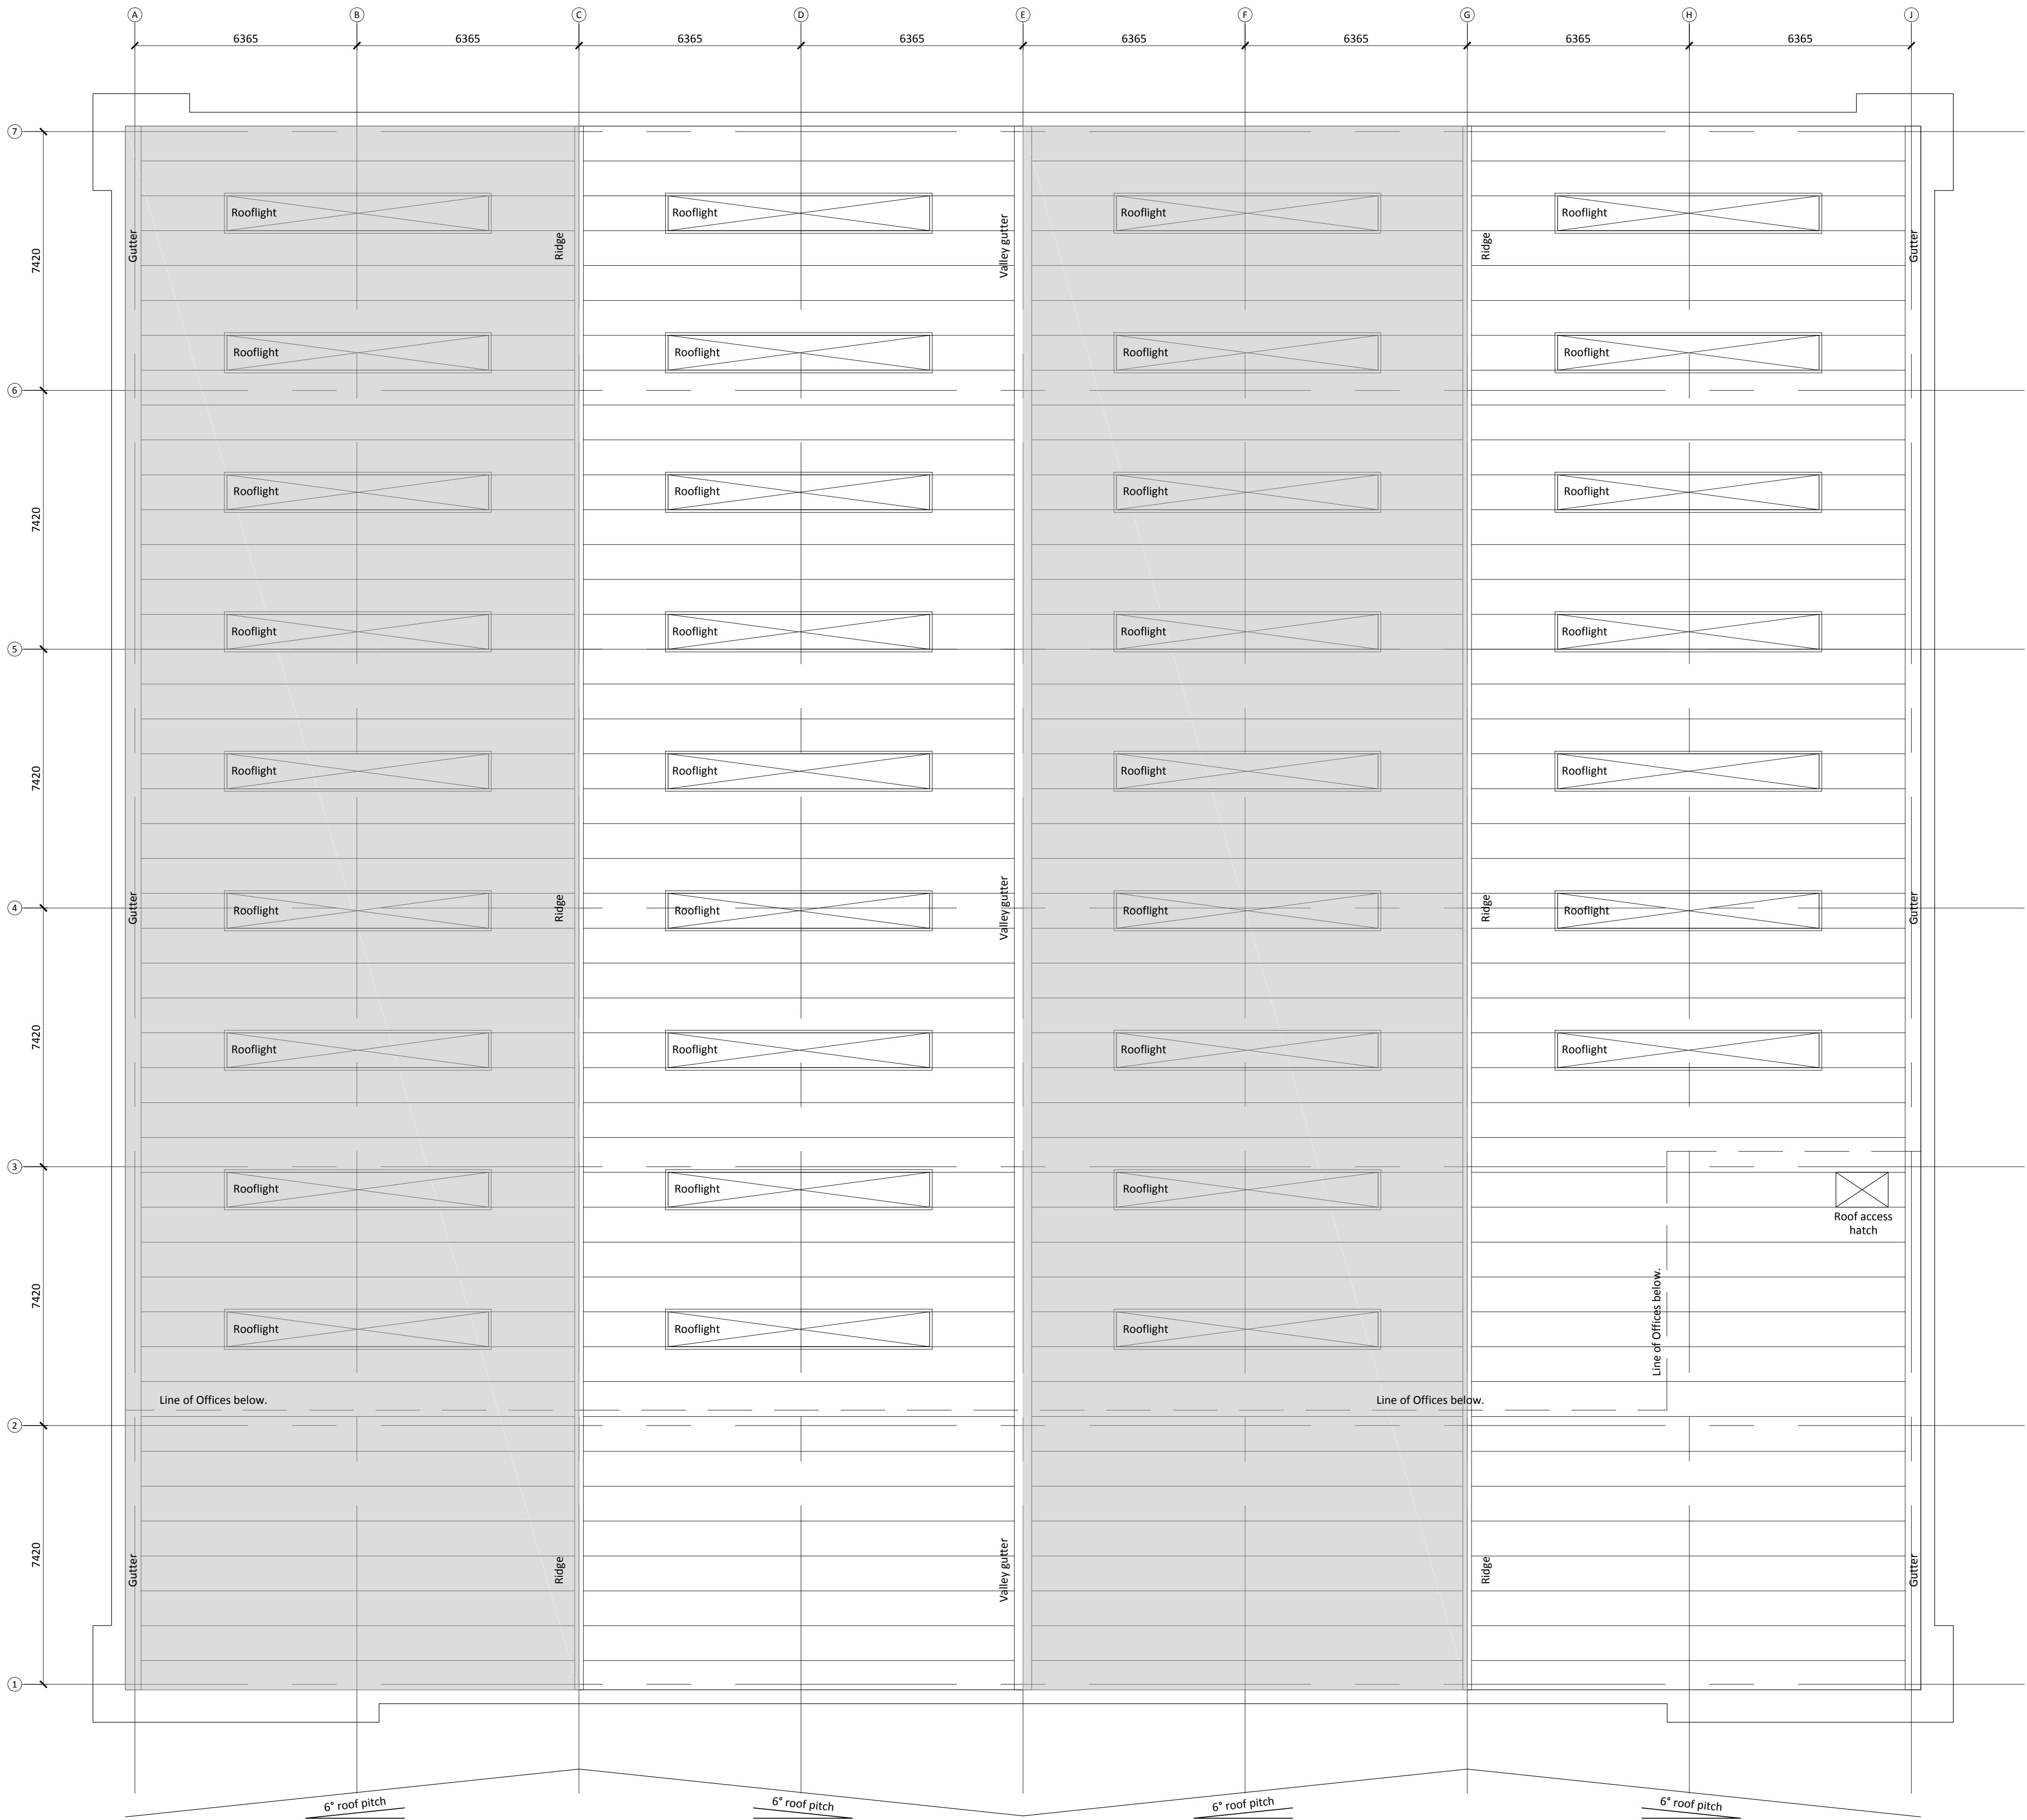 A B C D E F G H J
6365 6365 6365 6365 6365 6365 6365 6365
7
Rooflight Rooflight Rooflight Rooflight
Gutter Ridge Valley gutter Ridge Gutter
7420
Rooflight Rooflight Rooflight Rooflight
6
Rooflight Rooflight Rooflight Rooflight
7420
Rooflight Rooflight Rooflight Rooflight
5
Rooflight Rooflight Rooflight Rooflight
7420
Gutter Ridge Valley gutter Ridge Gutter
4
Rooflight Rooflight Rooflight Rooflight
7420
Rooflight Rooflight Rooflight Rooflight
3
Rooflight Rooflight Rooflight
Roof access
hatch
7420
Line of Offices below.
Rooflight Rooflight Rooflight
Line of Offices below. Line of Offices below.
2
7420
Gutter Ridge Valley gutter Ridge Gutter
1
6° roof pitch 6° roof pitch 6° roof pitch 6° roof pitch